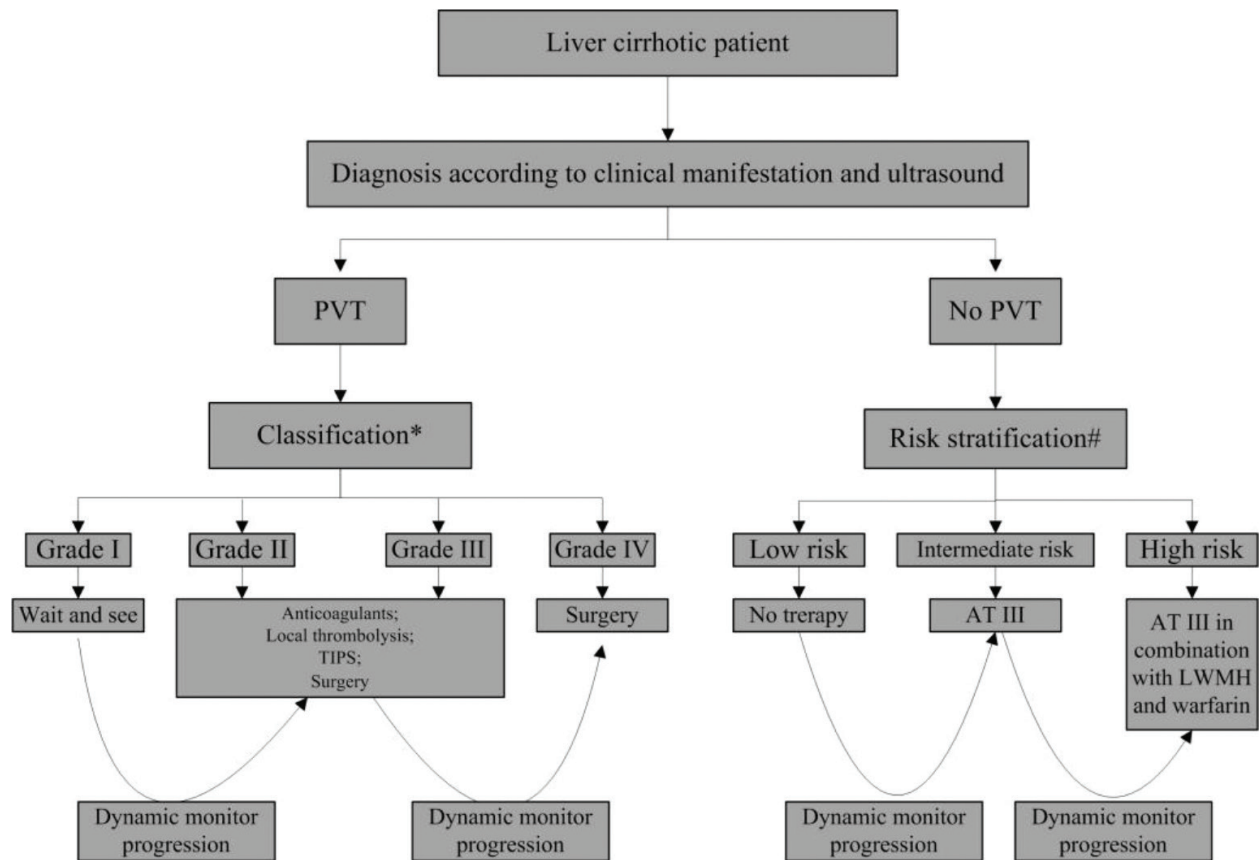 Liver cirrhotic patient
Diagnosis according to clinical manifestation and ultrasound
PVT
No PVT
Classification*
Risk stratification#
Grade I
Grade II
Grade III
Grade IV
Low risk
Intermediate risk
High risk
Wait and see
Anticoagulants;
Local thrombolysis;
TIPS;
Surgery
Surgery
No trerapy
AT III
AT III in
combination
with LWMH
and warfarin
Dynamic monitor
progression
Dynamic monitor
progression
Dynamic monitor
progression
Dynamic monitor
progression